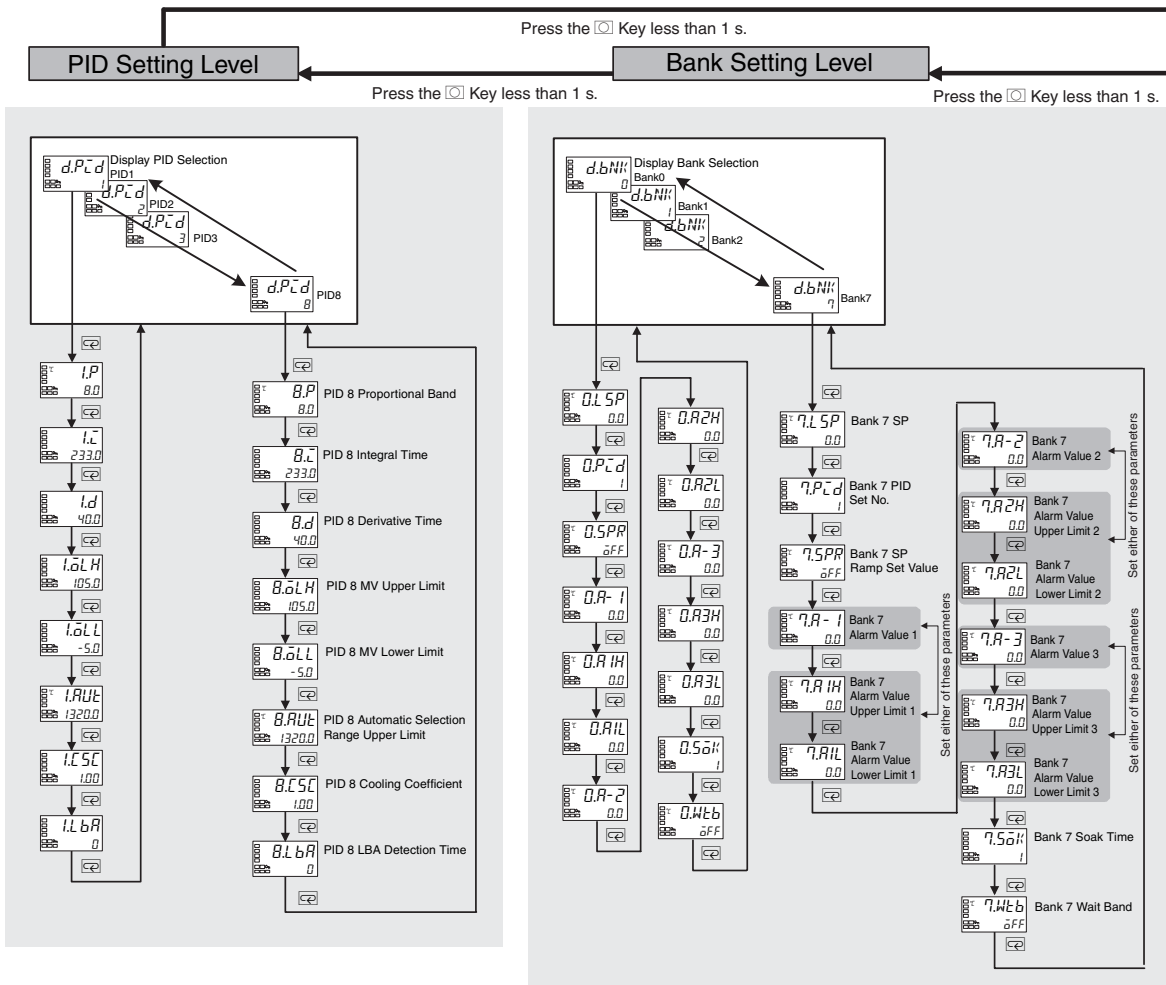 Press the Key less than 1 s.
PID Setting Level
Bank Setting Level
Press the Key less than 1 s.
Press the Key less than 1 s.
d.PID
1
Display PID Selection
PID1
d.PID
2
PID2
d.PID
3
PID3
d.PID
8
PID8
1.P
8.0
1.I
233.0
1.d
40.0
1.oLH
105.0
1.oLL
-5.0
1.AUt
1320.0
1.CSC
1.00
1.LbA
0
8.P
8.0
PID 8 Proportional Band
8.I
233.0
PID 8 Integral Time
8.d
40.0
PID 8 Derivative Time
8.oLH
105.0
PID 8 MV Upper Limit
8.oLL
-5.0
PID 8 MV Lower Limit
8.AUt
1320.0
PID 8 Automatic Selection
Range Upper Limit
8.CSC
1.00
PID 8 Cooling Coefficient
8.LbA
0
PID 8 LBA Detection Time
d.bNK
0
Display Bank Selection
Bank0
d.bNK
1
Bank1
d.bNK
2
Bank2
d.bNK
7
Bank7
0.LSP
0.0
0.PID
1
0.SPR
oFF
0.A-1
0.0
0.A1H
0.0
0.A1L
0.0
0.A-2
0.0
0.A2H
0.0
0.A2L
0.0
0.A-3
0.0
0.A3H
0.0
0.A3L
0.0
0.SoK
1
0.Wtb
oFF
7.LSP
0.0
Bank 7 SP
7.PID
1
Bank 7 PID
Set No.
7.SPR
oFF
Bank 7 SP
Ramp Set Value
7.A-1
0.0
Bank 7
Alarm Value 1
7.A1H
0.0
Bank 7
Alarm Value
Upper Limit 1
7.A1L
0.0
Bank 7
Alarm Value
Lower Limit 1
Set either of these parameters
7.A-2
0.0
Bank 7
Alarm Value 2
7.A2H
0.0
Bank 7
Alarm Value
Upper Limit 2
7.A2L
0.0
Bank 7
Alarm Value
Lower Limit 2
Set either of these parameters
7.A-3
0.0
Bank 7
Alarm Value 3
7.A3H
0.0
Bank 7
Alarm Value
Upper Limit 3
7.A3L
0.0
Bank 7
Alarm Value
Lower Limit 3
Set either of these parameters
7.SoK
1
Bank 7 Soak Time
7.Wtb
oFF
Bank 7 Wait Band